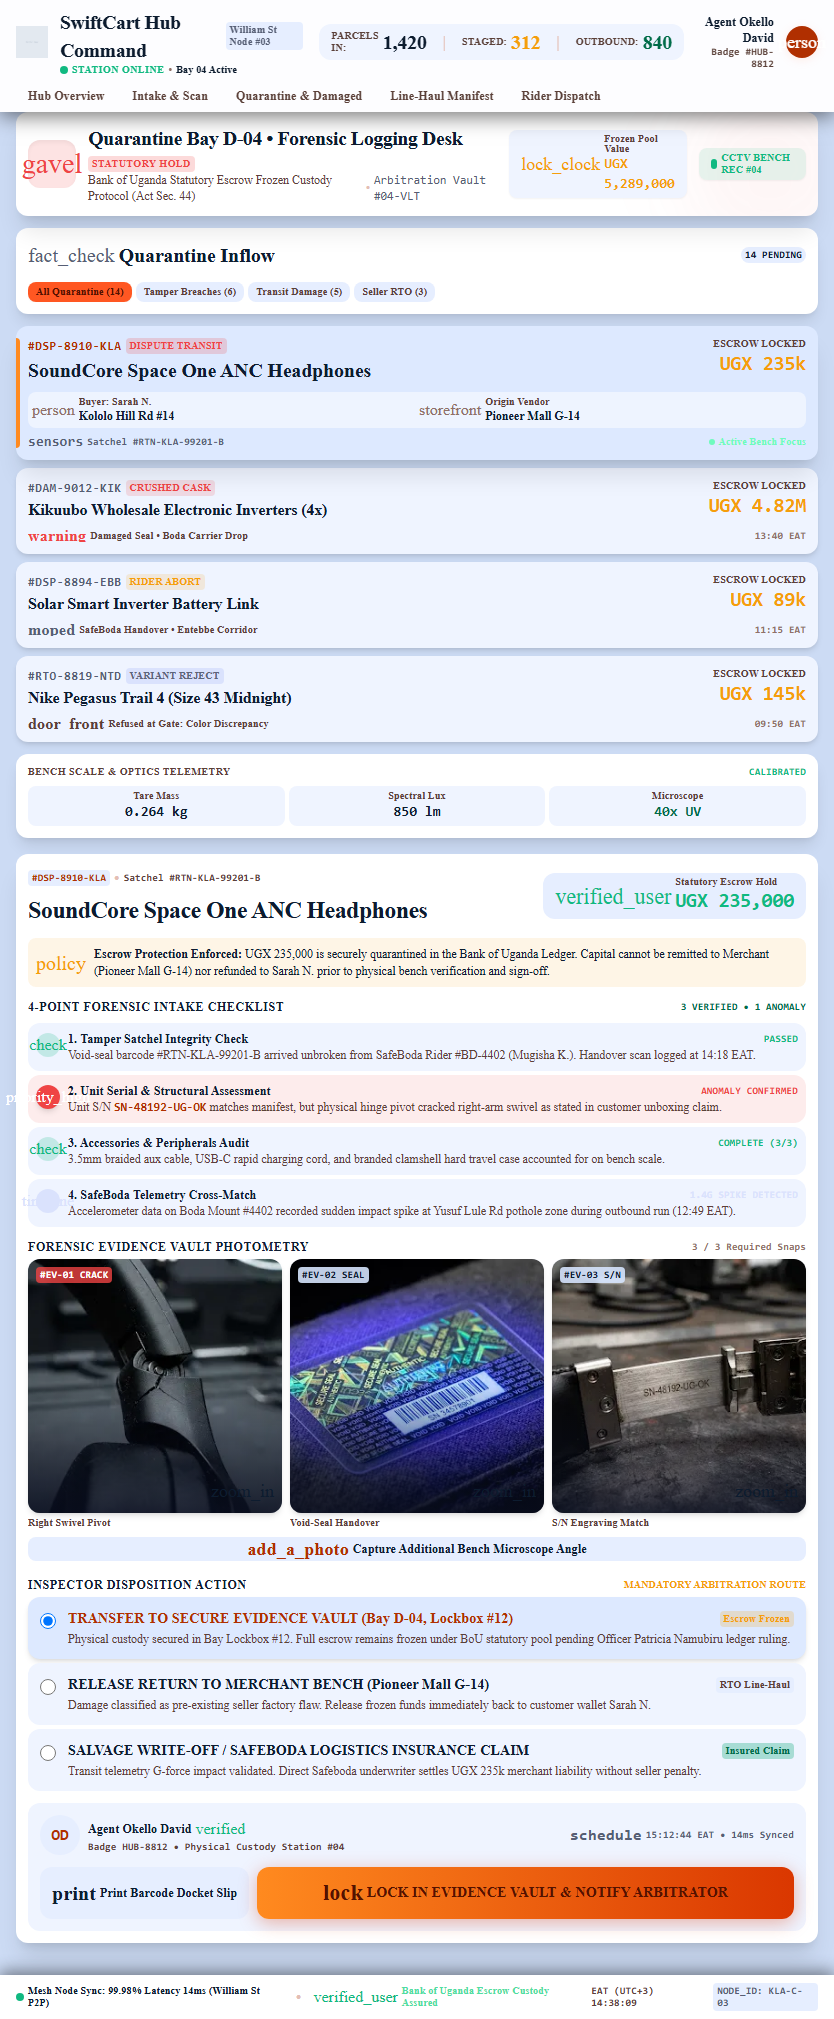 SwiftCart Hub Command
STATION ONLINE • Bay 04 Active
William St Node #03
PARCELS IN: 1,420
STAGED: 312
OUTBOUND: 840
Agent Okello David
Badge #HUB-8812
Hub Overview Intake & Scan Quarantine & Damaged Line-Haul Manifest Rider Dispatch
gavel
Quarantine Bay D-04 • Forensic Logging Desk
STATUTORY HOLD
Bank of Uganda Statutory Escrow Frozen Custody Protocol (Act Sec. 44)
• Arbitration Vault #04-VLT
lock_clock
Frozen Pool Value
UGX 5,289,000
CCTV BENCH REC #04
fact_check Quarantine Inflow
14 PENDING
All Quarantine (14) Tamper Breaches (6) Transit Damage (5) Seller RTO (3)
#DSP-8910-KLA DISPUTE TRANSIT
ESCROW LOCKED
SoundCore Space One ANC Headphones
UGX 235k
person Buyer: Sarah N.
Kololo Hill Rd #14
storefront Origin Vendor
Pioneer Mall G-14
sensors Satchel #RTN-KLA-99201-B
Active Bench Focus
#DAM-9012-KIK CRUSHED CASK
ESCROW LOCKED
Kikuubo Wholesale Electronic Inverters (4x)
UGX 4.82M
warning Damaged Seal • Boda Carrier Drop
13:40 EAT
#DSP-8894-EBB RIDER ABORT
ESCROW LOCKED
Solar Smart Inverter Battery Link
UGX 89k
moped SafeBoda Handover • Entebbe Corridor
11:15 EAT
#RTO-8819-NTD VARIANT REJECT
ESCROW LOCKED
Nike Pegasus Trail 4 (Size 43 Midnight)
UGX 145k
door_front Refused at Gate: Color Discrepancy
09:50 EAT
BENCH SCALE & OPTICS TELEMETRY
CALIBRATED
Tare Mass
0.264 kg
Spectral Lux
850 lm
Microscope
40x UV
#DSP-8910-KLA • Satchel #RTN-KLA-99201-B
SoundCore Space One ANC Headphones
verified_user Statutory Escrow Hold
UGX 235,000
policy
Escrow Protection Enforced: UGX 235,000 is securely quarantined in the Bank of Uganda Ledger. Capital cannot be remitted to Merchant
(Pioneer Mall G-14) nor refunded to Sarah N. prior to physical bench verification and sign-off.
4-POINT FORENSIC INTAKE CHECKLIST
3 VERIFIED • 1 ANOMALY
check 1. Tamper Satchel Integrity Check
PASSED
Void-seal barcode #RTN-KLA-99201-B arrived unbroken from SafeBoda Rider #BD-4402 (Mugisha K.). Handover scan logged at 14:18 EAT.
2. Unit Serial & Structural Assessment
ANOMALY CONFIRMED
Unit S/N SN-48192-UG-OK matches manifest, but physical hinge pivot cracked right-arm swivel as stated in customer unboxing claim.
check 3. Accessories & Peripherals Audit
COMPLETE (3/3)
3.5mm braided aux cable, USB-C rapid charging cord, and branded clamshell hard travel case accounted for on bench scale.
4. SafeBoda Telemetry Cross-Match
1.4G SPIKE DETECTED
Accelerometer data on Boda Mount #4402 recorded sudden impact spike at Yusuf Lule Rd pothole zone during outbound run (12:49 EAT).
FORENSIC EVIDENCE VAULT PHOTOMETRY
3 / 3 Required Snaps
#EV-01 CRACK
#EV-02 SEAL
#EV-03 S/N
SN-48192-UG-OK
zoom_in
zoom_in
zoom_in
Right Swivel Pivot
Void-Seal Handover
S/N Engraving Match
add_a_photo Capture Additional Bench Microscope Angle
INSPECTOR DISPOSITION ACTION
MANDATORY ARBITRATION ROUTE
TRANSFER TO SECURE EVIDENCE VAULT (Bay D-04, Lockbox #12)
Escrow Frozen
Physical custody secured in Bay Lockbox #12. Full escrow remains frozen under BoU statutory pool pending Officer Patricia Namubiru ledger ruling.
RELEASE RETURN TO MERCHANT BENCH (Pioneer Mall G-14)
RTO Line-Haul
Damage classified as pre-existing seller factory flaw. Release frozen funds immediately back to customer wallet Sarah N.
SALVAGE WRITE-OFF / SAFEBODA LOGISTICS INSURANCE CLAIM
Insured Claim
Transit telemetry G-force impact validated. Direct Safeboda underwriter settles UGX 235k merchant liability without seller penalty.
OD
Agent Okello David verified
Badge HUB-8812 • Physical Custody Station #04
schedule 15:12:44 EAT • 14ms Synced
print Print Barcode Docket Slip
lock LOCK IN EVIDENCE VAULT & NOTIFY ARBITRATOR
Mesh Node Sync: 99.98% Latency 14ms (William St P2P)
• verified_user Bank of Uganda Escrow Custody Assured
EAT (UTC+3) 14:38:09
NODE_ID: KLA-C-03